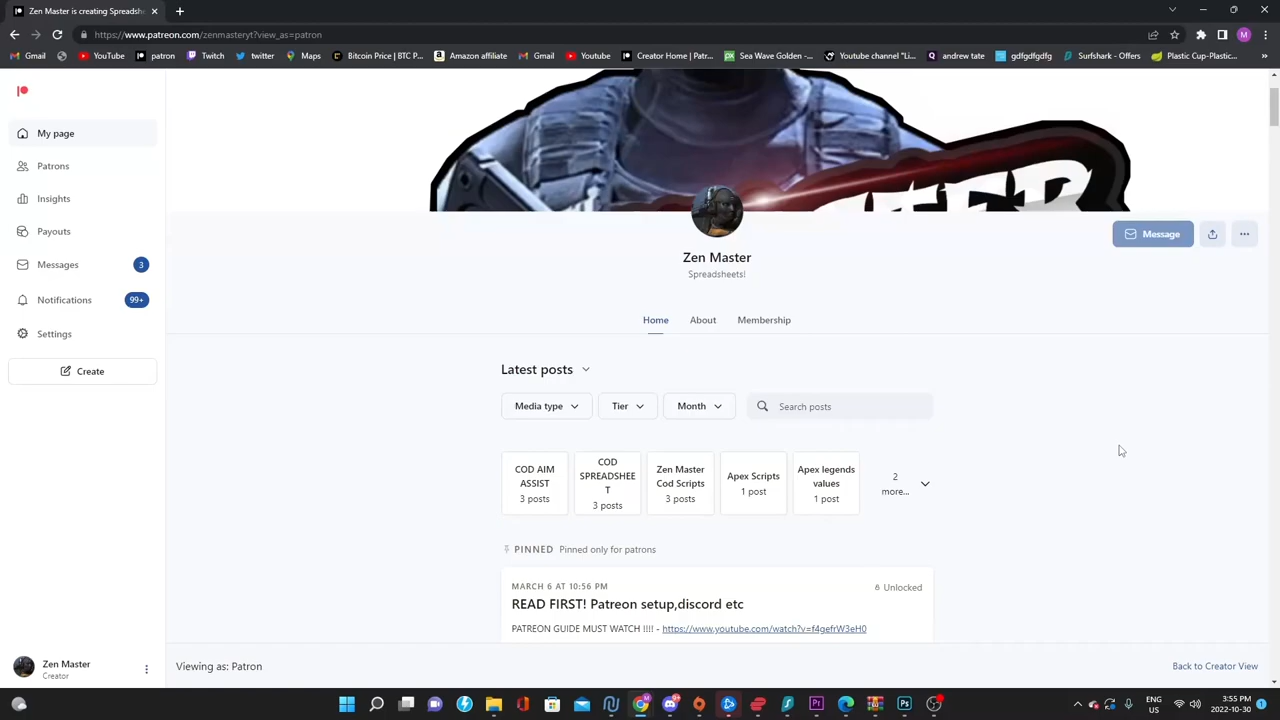 Zen Master is creating Spreadshe
https://www.patreon.com/zenmasteryt?view_as=patron
Gmail
YouTube
patron
Twitch
Maps
Bitcoin Price | BTC P...
Amazon affiliate
Gmail
YouTube
Creator Home | Patr...
Sea Wave Golden -...
Youtube channel "Li...
andrew tate
gdfgdfgdfg
Surfshark - Offers
Plastic Cup-Plastic...
M
My page
Patrons
Insights
Payouts
Messages 3
Notifications 99+
Settings
Create
Message
Zen Master
Spreadsheets!
Home About Membership
Latest posts
Media type Tier Month Search posts
COD AIM
ASSIST
3 posts
COD
SPREADSHEE
T
3 posts
Zen Master
Cod Scripts
3 posts
Apex Scripts
1 post
Apex legends
values
1 post
2
more...
PINNED Pinned only for patrons
MARCH 6 AT 10:56 PM
Unlocked
READ FIRST! Patreon setup,discord etc
PATREON GUIDE MUST WATCH !!!! - https://www.youtube.com/watch?v=f4gefrW3eH0
Zen Master
Creator
Viewing as: Patron
Back to Creator View
ENG
US
3:55 PM
2022-10-30